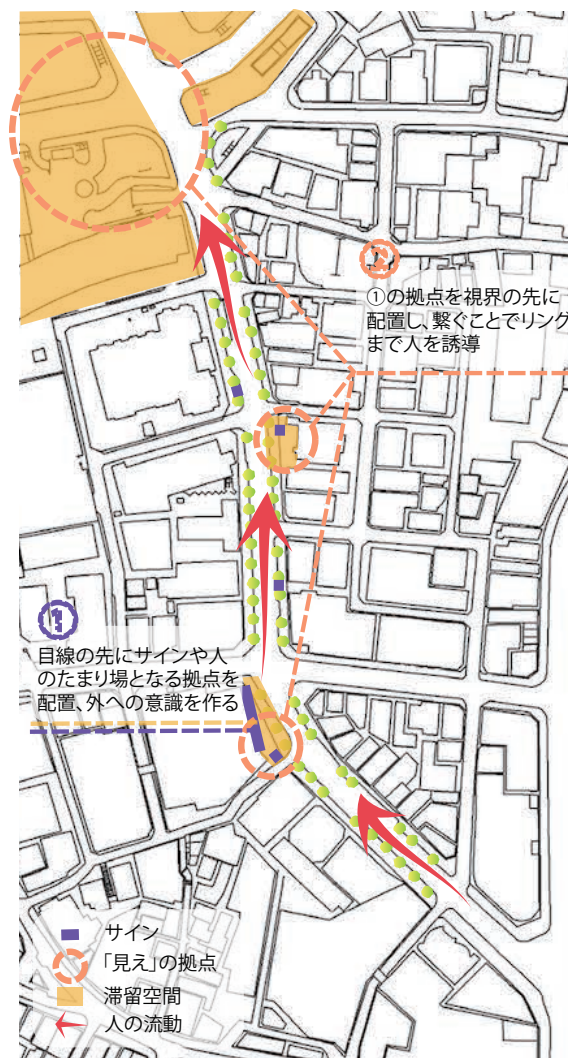 ①の拠点を視界の先に
配置し、繋ぐことでリング
まで人を誘導
目線の先にサインや人
のたまり場となる拠点を
配置、外への意識を作る
サイン
「見え」の拠点
滞留空間
人の流動